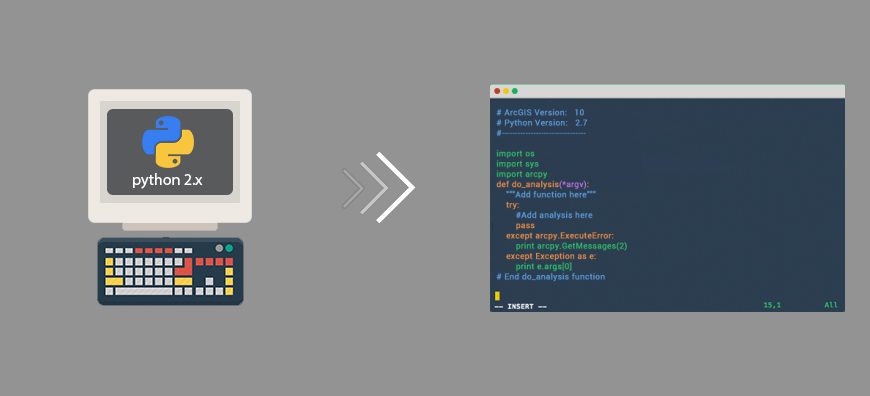 python 2.x
# ArcGIS Version:   10
# Python Version:   2.7
#------------------------------
import os
import sys
import arcpy
def do_analysis(*argv):
"""Add function here"""
try:
#Add analysis here
pass
except arcpy.ExecuteError:
print arcpy.GetMessages(2)
except Exception as e:
print e.args[0]
# End do_analysis function
-- INSERT --   15,1   All